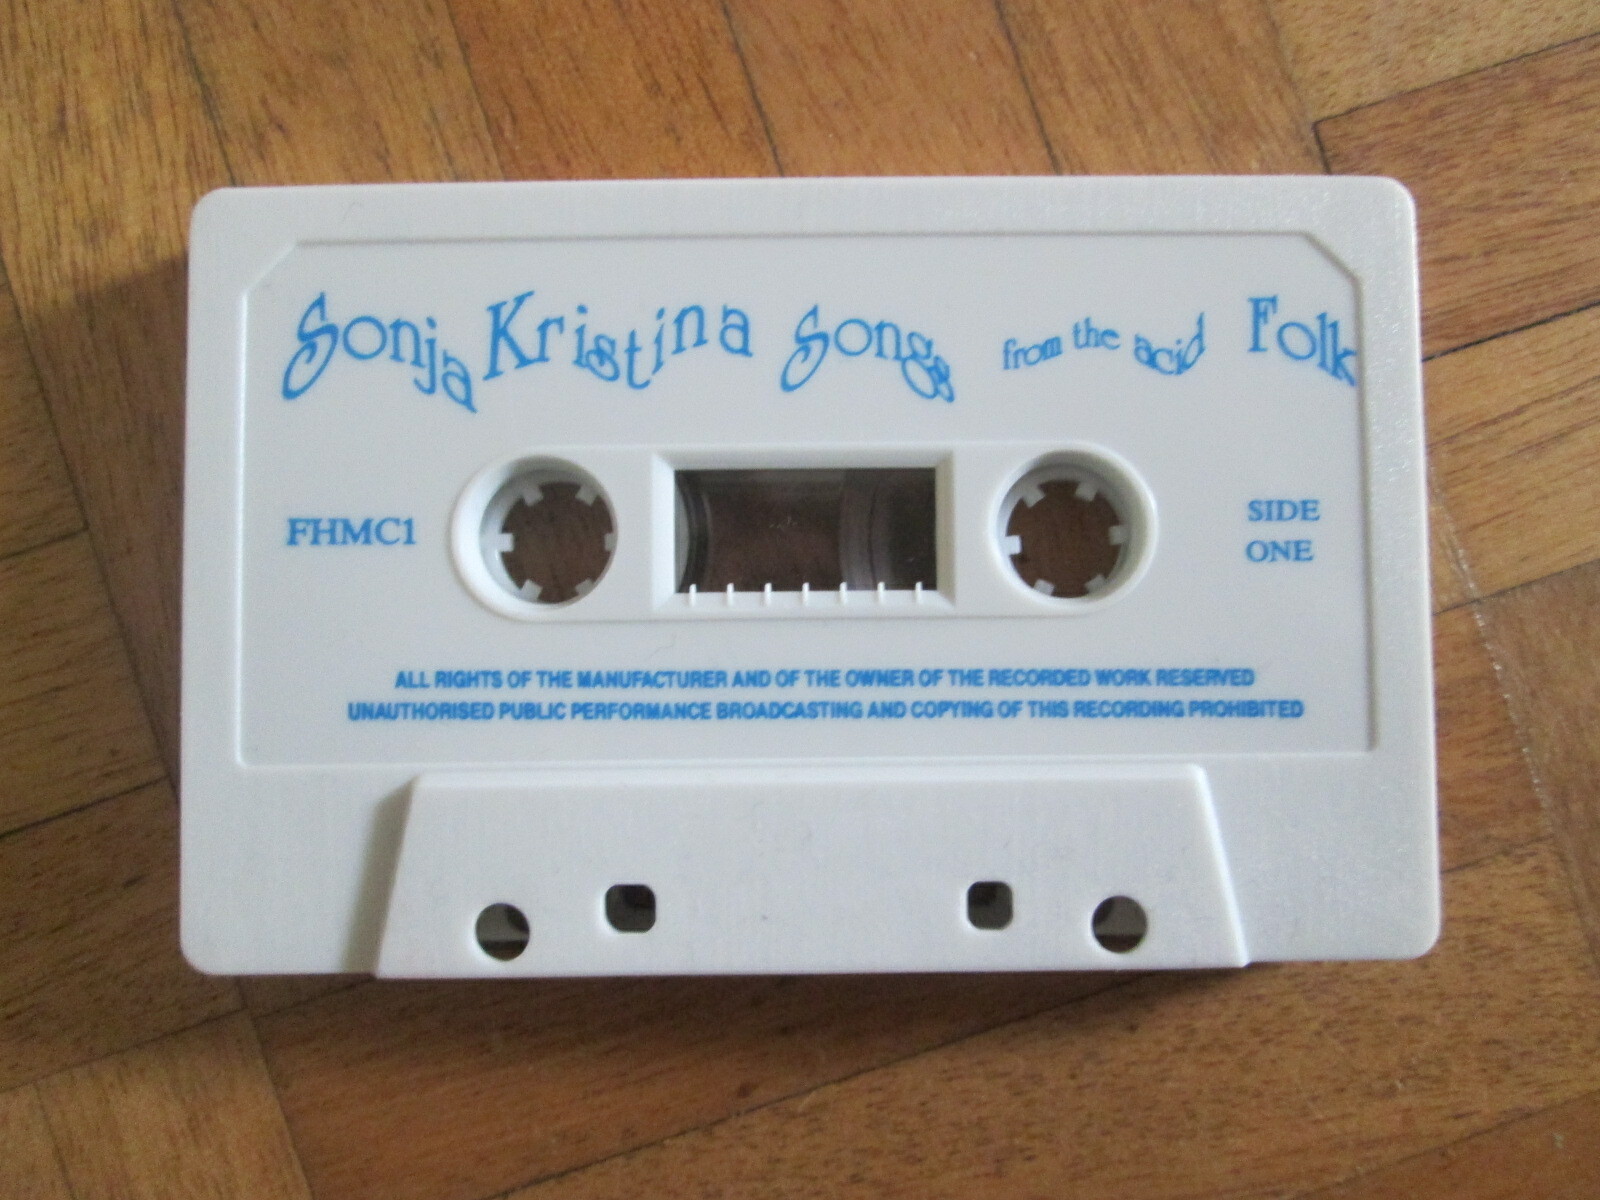 Sonja Kristina Songs from the acid Folk
FHMC1
SIDE
ONE
ALL RIGHTS OF THE MANUFACTURER AND OF THE OWNER OF THE RECORDED WORK RESERVED
UNAUTHORISED PUBLIC PERFORMANCE BROADCASTING AND COPYING OF THIS RECORDING PROHIBITED